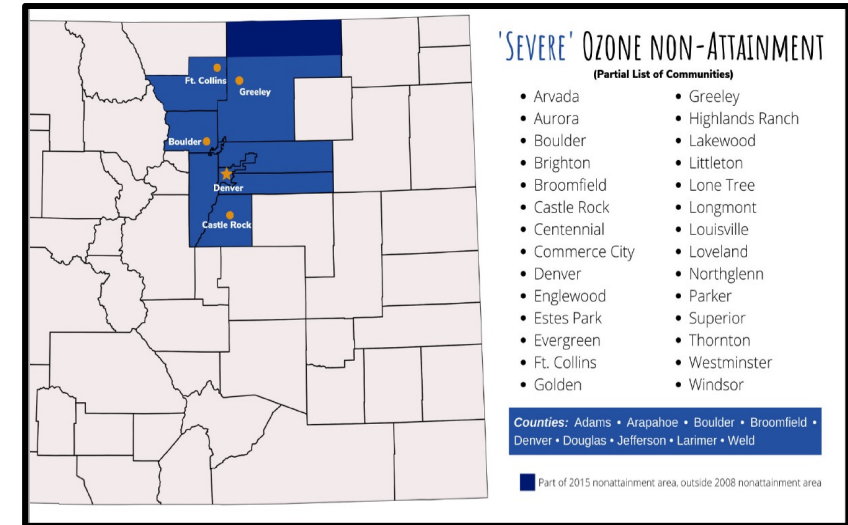 'SEVERE' OZONE NON-ATTAINMENT
(Partial List of Communities)
• Arvada
• Aurora
• Boulder
• Brighton
• Broomfield
• Castle Rock
• Centennial
• Commerce City
• Denver
• Englewood
• Estes Park
• Evergreen
• Ft. Collins
• Golden
• Greeley
• Highlands Ranch
• Lakewood
• Littleton
• Lone Tree
• Longmont
• Louisville
• Loveland
• Northglenn
• Parker
• Superior
• Thornton
• Westminster
• Windsor
Counties: Adams • Arapahoe • Boulder • Broomfield •
Denver • Douglas • Jefferson • Larimer • Weld
Part of 2015 nonattainment area, outside 2008 nonattainment area
Ft. Collins
Greeley
Boulder
Denver
Castle Rock